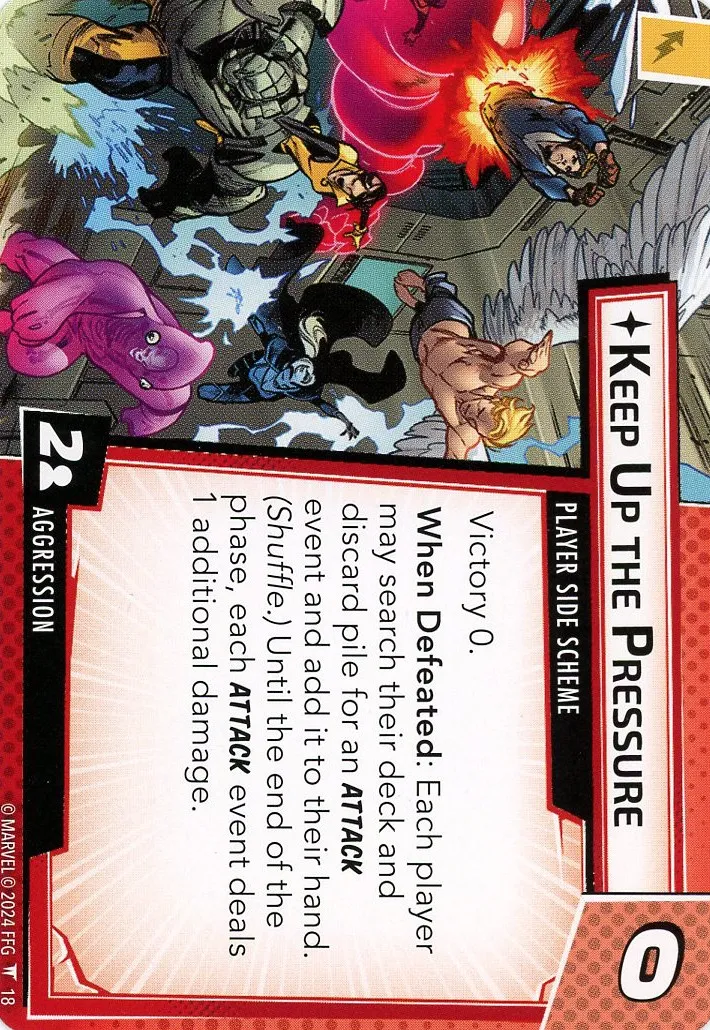 0
KEEP UP THE PRESSURE
PLAYER SIDE SCHEME
Victory 0.
When Defeated: Each player
may search their deck and
discard pile for an ATTACK
event and add it to their hand.
(Shuffle.) Until the end of the
phase, each ATTACK event deals
1 additional damage.
2
AGGRESSION
© MARVEL © 2024 FFG 18